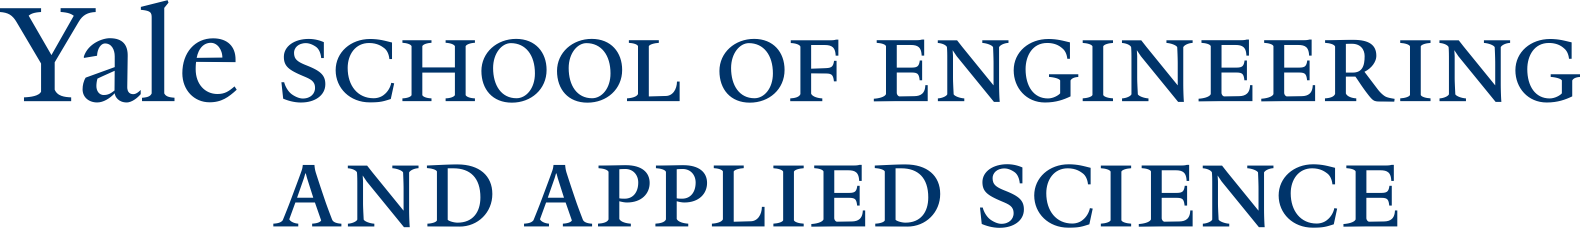 Yale SCHOOL OF ENGINEERING
AND APPLIED SCIENCE